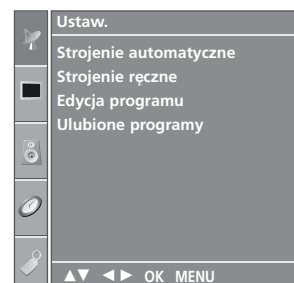 Ustaw.
Strojenie automatyczne
Strojenie ręczne
Edycja programu
Ulubione programy
▲▼ ◄► OK MENU